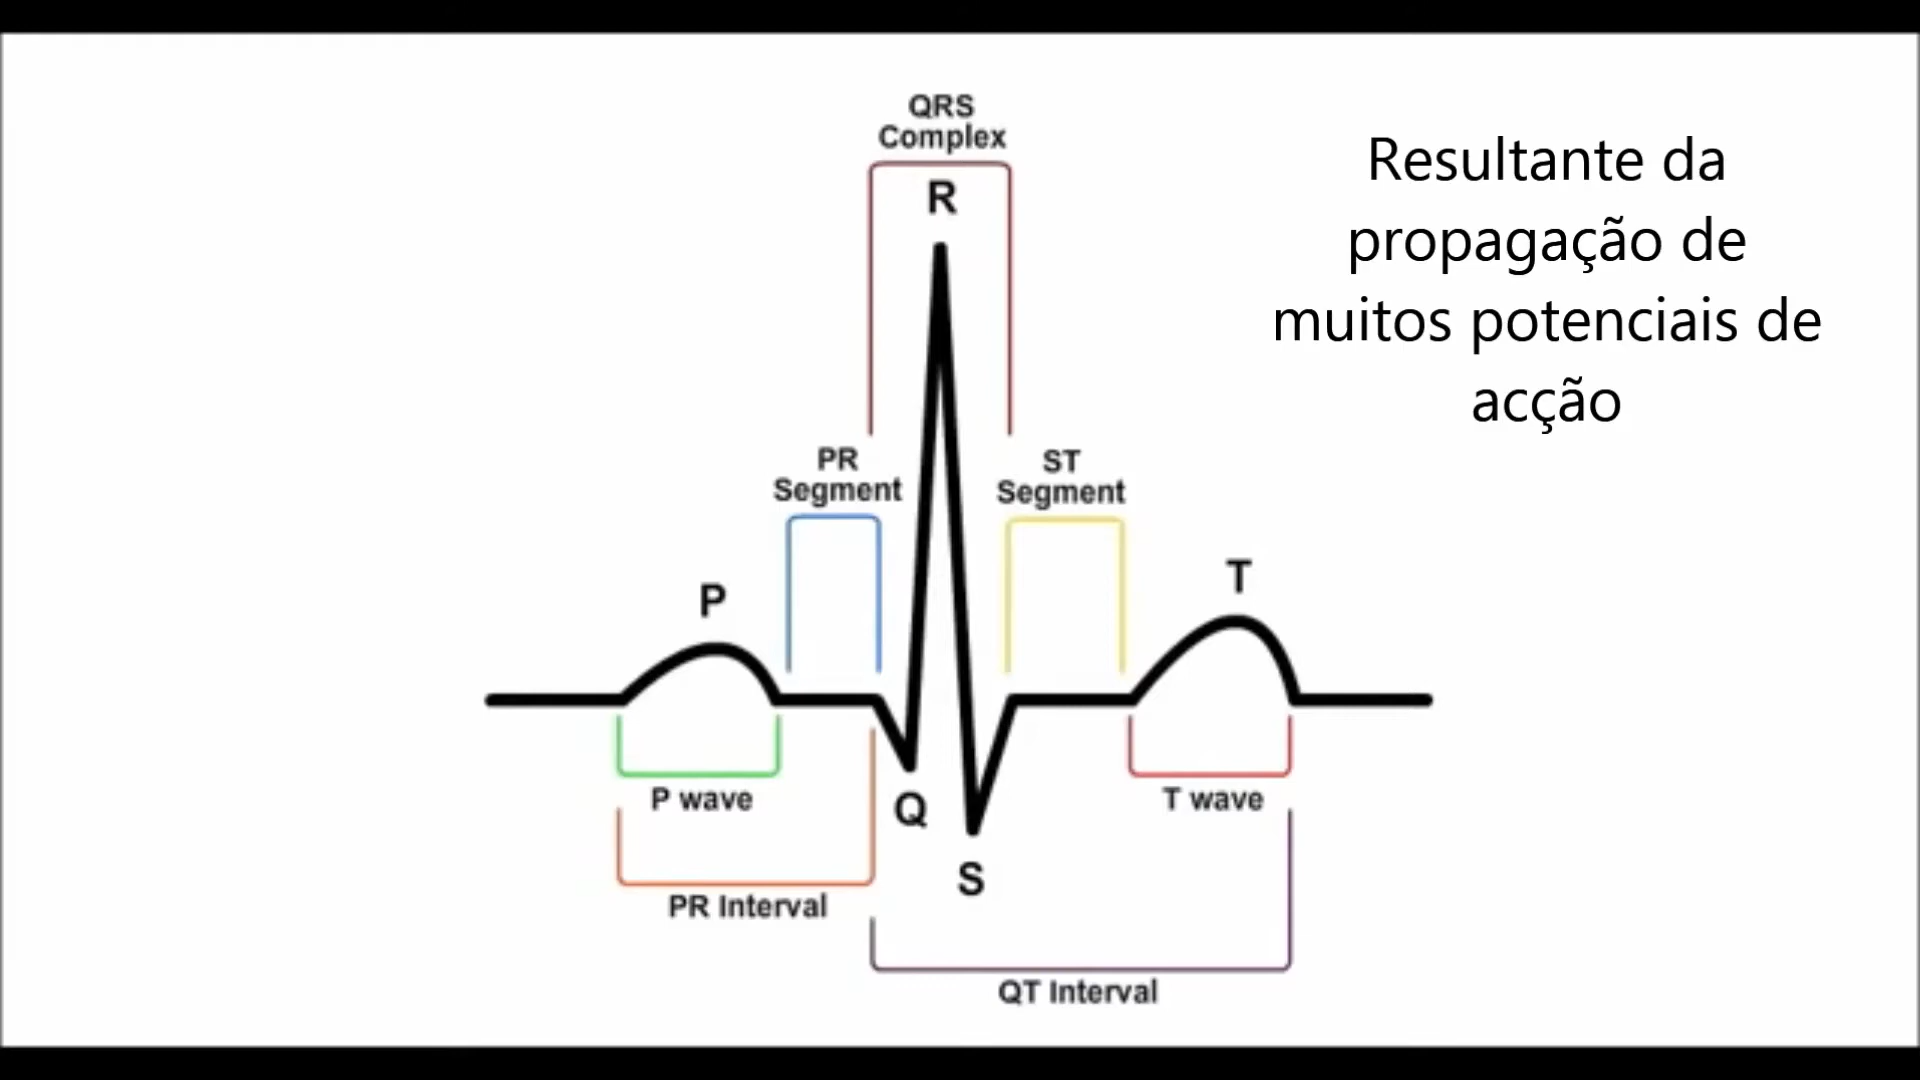 QRS
Complex
R
Resultante da
propagação de
muitos potenciais de
acção
PR
Segment
ST
Segment
P
T
P wave
Q
T wave
S
PR Interval
QT Interval